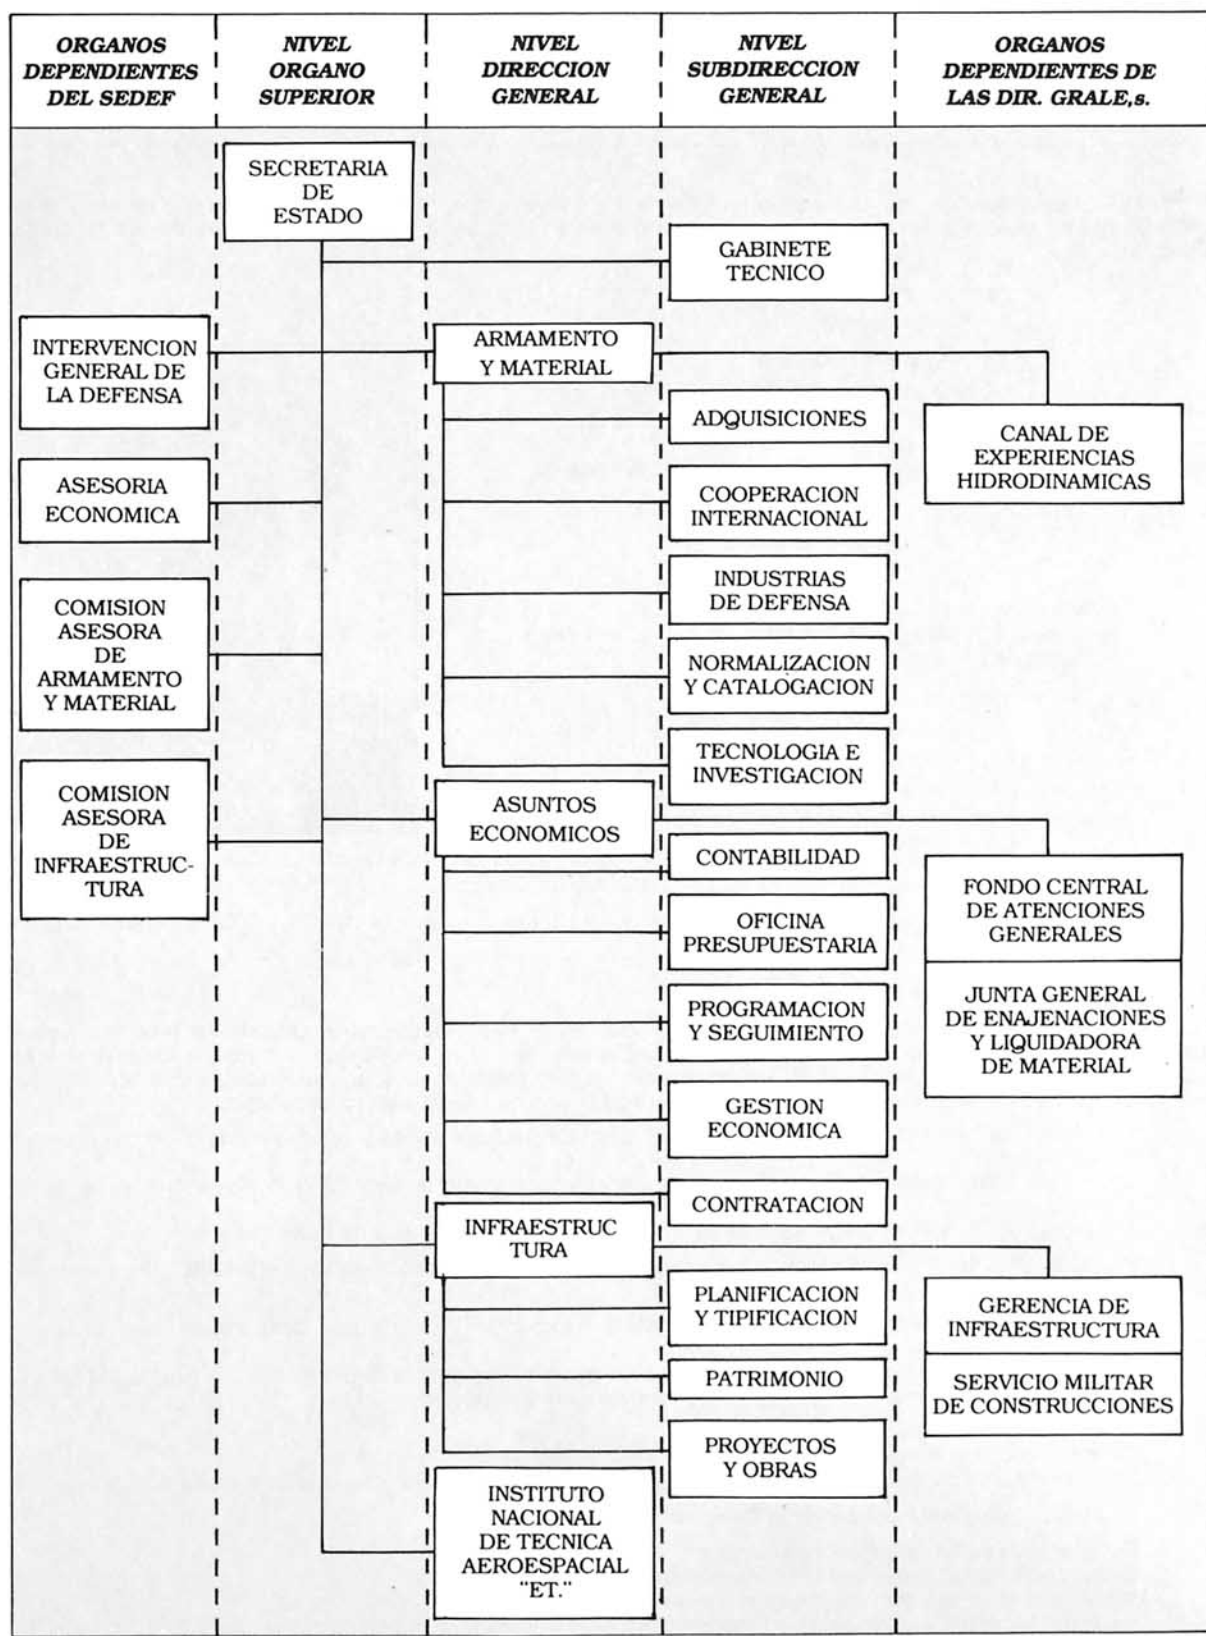 ORGANOS
DEPENDIENTES
DEL SEDEF
NIVEL
ORGANO
SUPERIOR
NIVEL
DIRECCION
GENERAL
NIVEL
SUBDIRECCION
GENERAL
ORGANOS
DEPENDIENTES DE
LAS DIR. GRALE,s.
SECRETARIA
DE
ESTADO
GABINETE
TECNICO
INTERVENCION
GENERAL DE
LA DEFENSA
ARMAMENTO
Y MATERIAL
ADQUISICIONES
CANAL DE
EXPERIENCIAS
HIDRODINAMICAS
ASESORIA
ECONOMICA
COOPERACION
INTERNACIONAL
INDUSTRIAS
DE DEFENSA
COMISION
ASESORA
DE
ARMAMENTO
Y MATERIAL
NORMALIZACION
Y CATALOGACION
TECNOLOGIA E
INVESTIGACION
COMISION
ASESORA
DE
INFRAESTRUC-
TURA
ASUNTOS
ECONOMICOS
CONTABILIDAD
OFICINA
PRESUPUESTARIA
PROGRAMACION
Y SEGUIMIENTO
GESTION
ECONOMICA
CONTRATACION
FONDO CENTRAL
DE ATENCIONES
GENERALES
JUNTA GENERAL
DE ENAJENACIONES
Y LIQUIDADORA
DE MATERIAL
INFRAESTRUC
TURA
PLANIFICACION
Y TIPIFICACION
PATRIMONIO
PROYECTOS
Y OBRAS
GERENCIA DE
INFRAESTRUCTURA
SERVICIO MILITAR
DE CONSTRUCCIONES
INSTITUTO
NACIONAL
DE TECNICA
AEROESPACIAL
"ET."